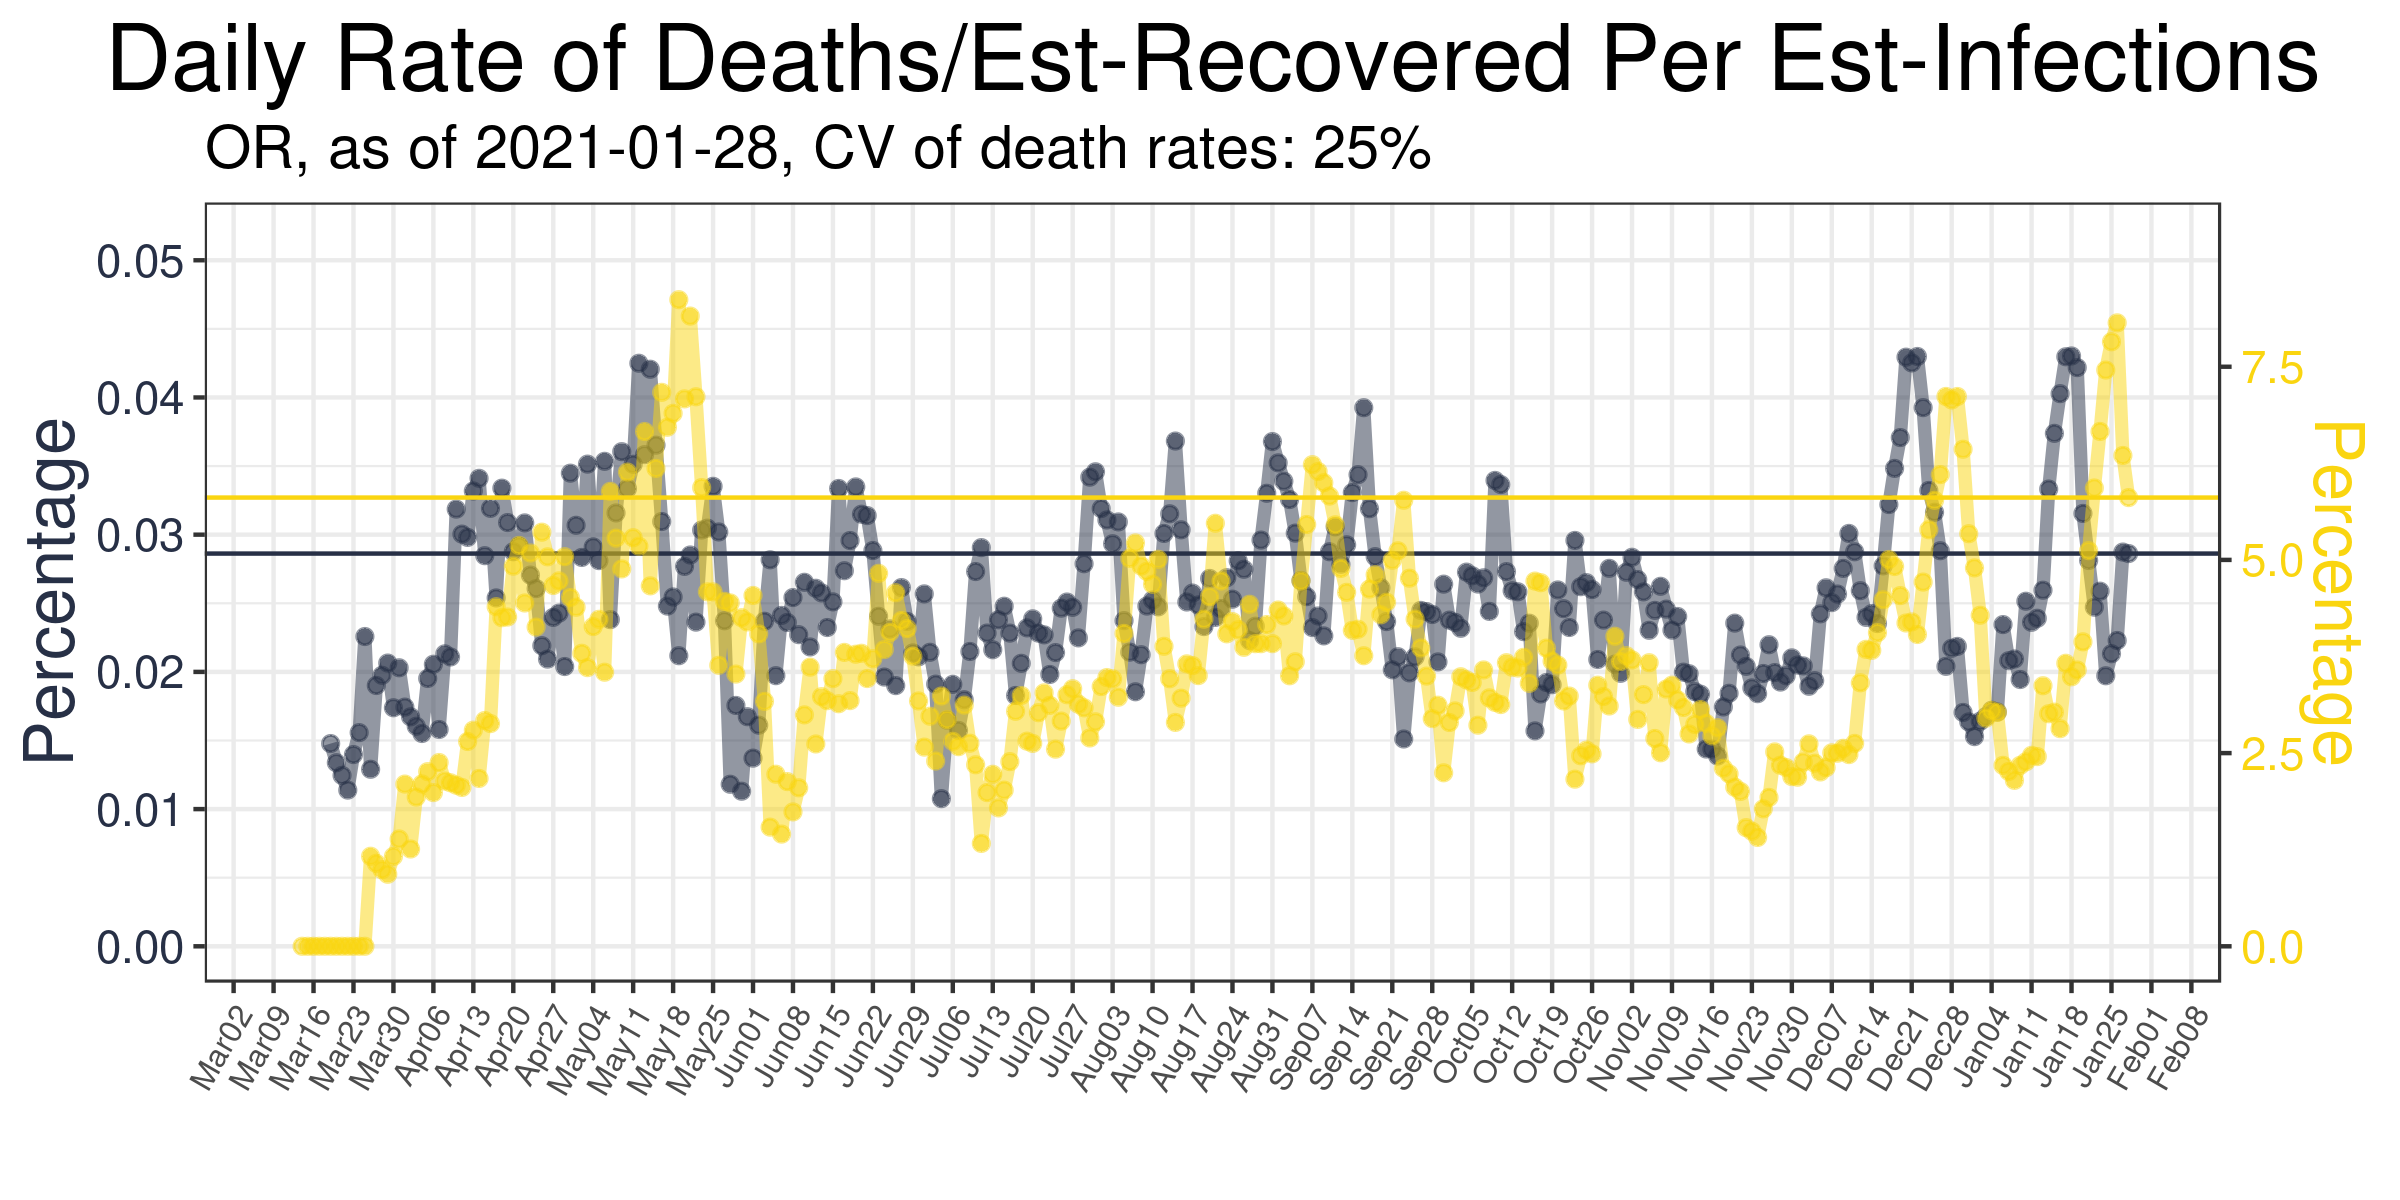 Daily Rate of Deaths/Est-Recovered Per Est-Infections
OR, as of 2021-01-28, CV of death rates: 25%
Percentage
0.05
0.04
0.03
0.02
0.01
0.00
7.5
5.0
2.5
0.0
Percentage
Mar02
Mar09
Mar16
Mar23
Mar30
Apr06
Apr13
Apr20
Apr27
May04
May11
May18
May25
Jun01
Jun08
Jun15
Jun22
Jun29
Jul06
Jul13
Jul20
Jul27
Aug03
Aug10
Aug17
Aug24
Aug31
Sep07
Sep14
Sep21
Sep28
Oct05
Oct12
Oct19
Oct26
Nov02
Nov09
Nov16
Nov23
Nov30
Dec07
Dec14
Dec21
Dec28
Jan04
Jan11
Jan18
Jan25
Feb01
Feb08